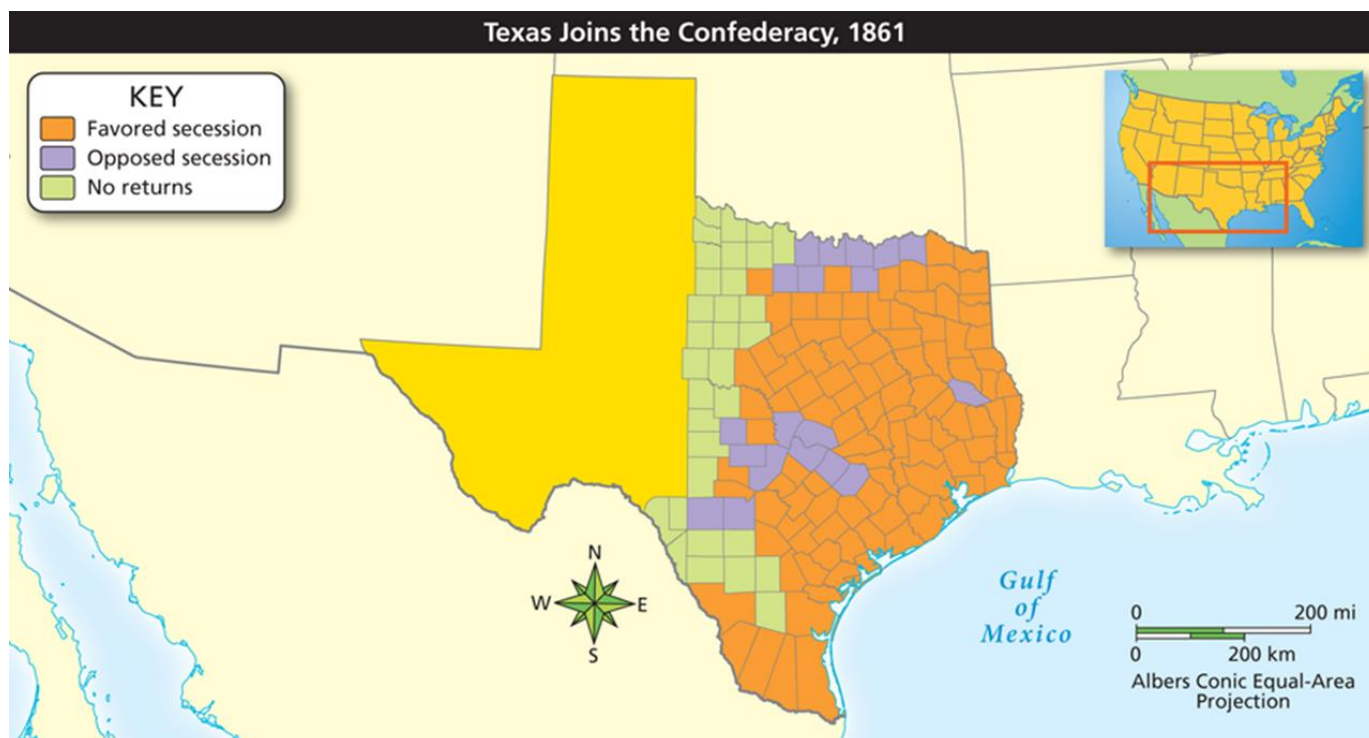 Texas Joins the Confederacy, 1861
KEY
Favored secession
Opposed secession
No returns
N
W
E
S
Gulf
of
Mexico
0
200 mi
0
200 km
Albers Conic Equal-Area
Projection